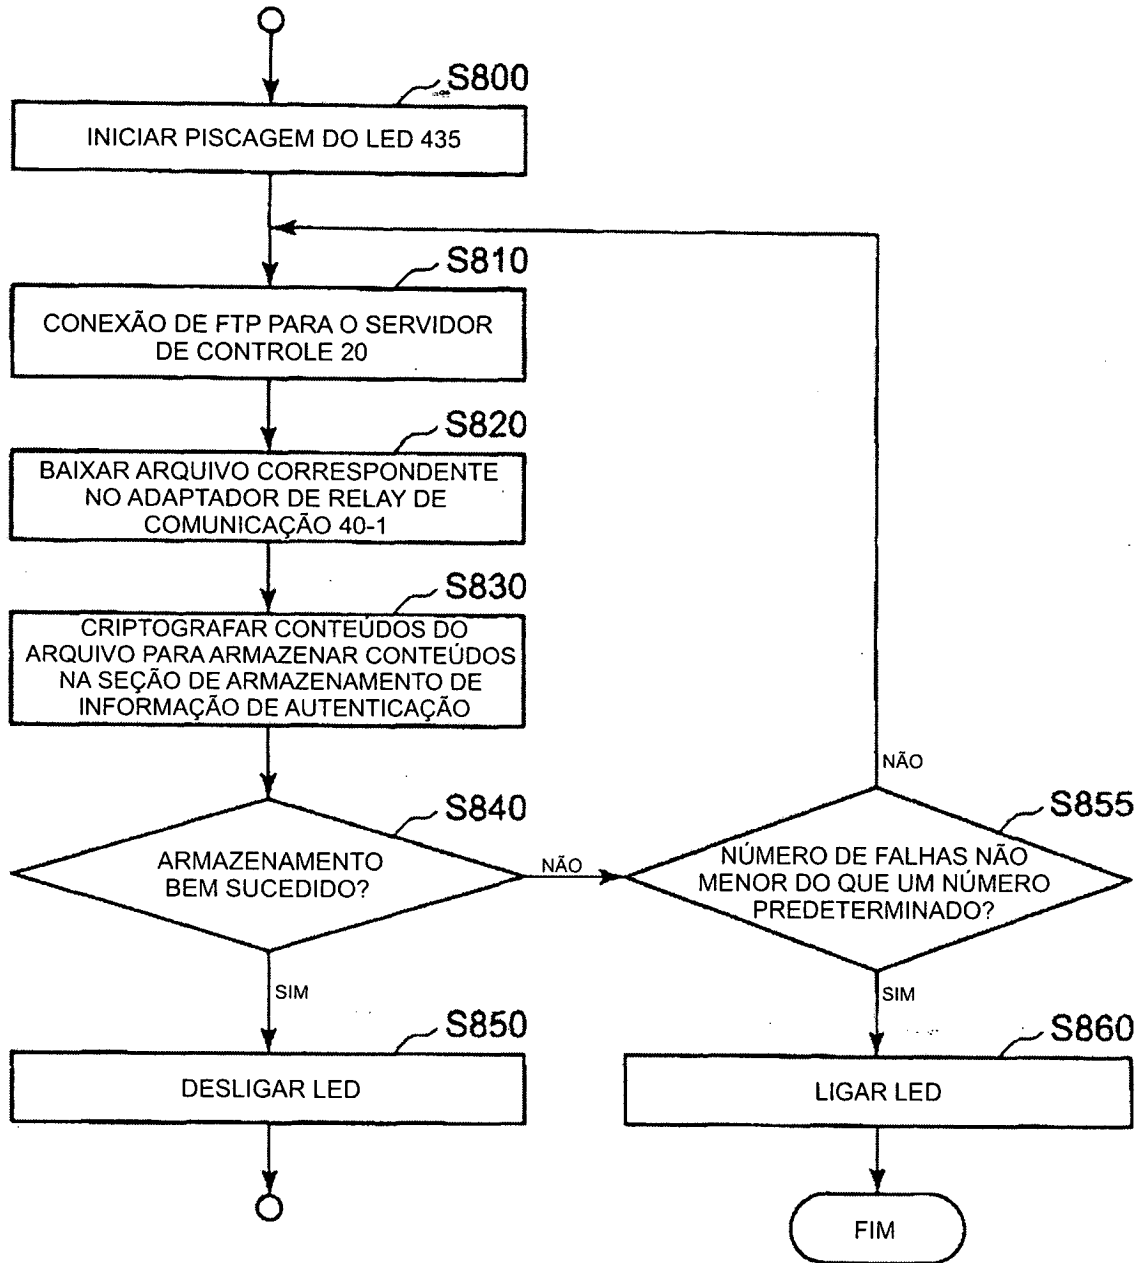 S800
INICIAR PISCAGEM DO LED 435
S810
CONEXÃO DE FTP PARA O SERVIDOR
DE CONTROLE 20
S820
BAIXAR ARQUIVO CORRESPONDENTE
NO ADAPTADOR DE RELAY DE
COMUNICAÇÃO 40-1
S830
CRIPTOGRAFAR CONTEÚDOS DO
ARQUIVO PARA ARMAZENAR CONTEÚDOS
NA SEÇÃO DE ARMAZENAMENTO DE
INFORMAÇÃO DE AUTENTICAÇÃO
S840
ARMAZENAMENTO
BEM SUCEDIDO?
NÃO
SIM
S850
DESLIGAR LED
NÃO
S855
NÚMERO DE FALHAS NÃO
MENOR DO QUE UM NÚMERO
PREDETERMINADO?
SIM
S860
LIGAR LED
FIM